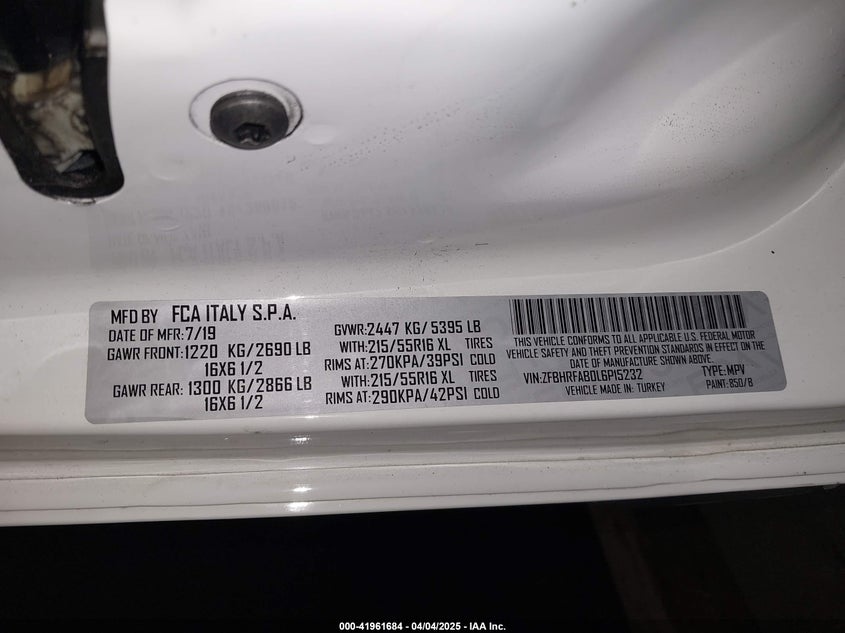 MFD BY FCA ITALY S.P.A.
DATE OF MFR: 7/19
GAWR FRONT: 1220 KG/2690 LB
16X6 1/2
GAWR REAR: 1300 KG/2866 LB
16X6 1/2
GVWR: 2447 KG/ 5395 LB
WITH: 215/55R16 XL TIRES
RIMS AT: 270KPA/39PSI COLD
WITH: 215/55R16 XL TIRES
RIMS AT: 290KPA/42PSI COLD
THIS VEHICLE CONFORMS TO ALL APPLICABLE U.S. FEDERAL MOTOR
VEHICLE SAFETY AND THEFT PREVENTION STANDARDS IN EFFECT ON THE
DATE OF MANUFACTURE SHOWN ABOVE.
VIN: ZFBHRFAB0L6P15232 TYPE: MPV
VEHICLE MADE IN: TURKEY PAINT: 850/B
000-41961684 - 04/04/2025 - IAA Inc.